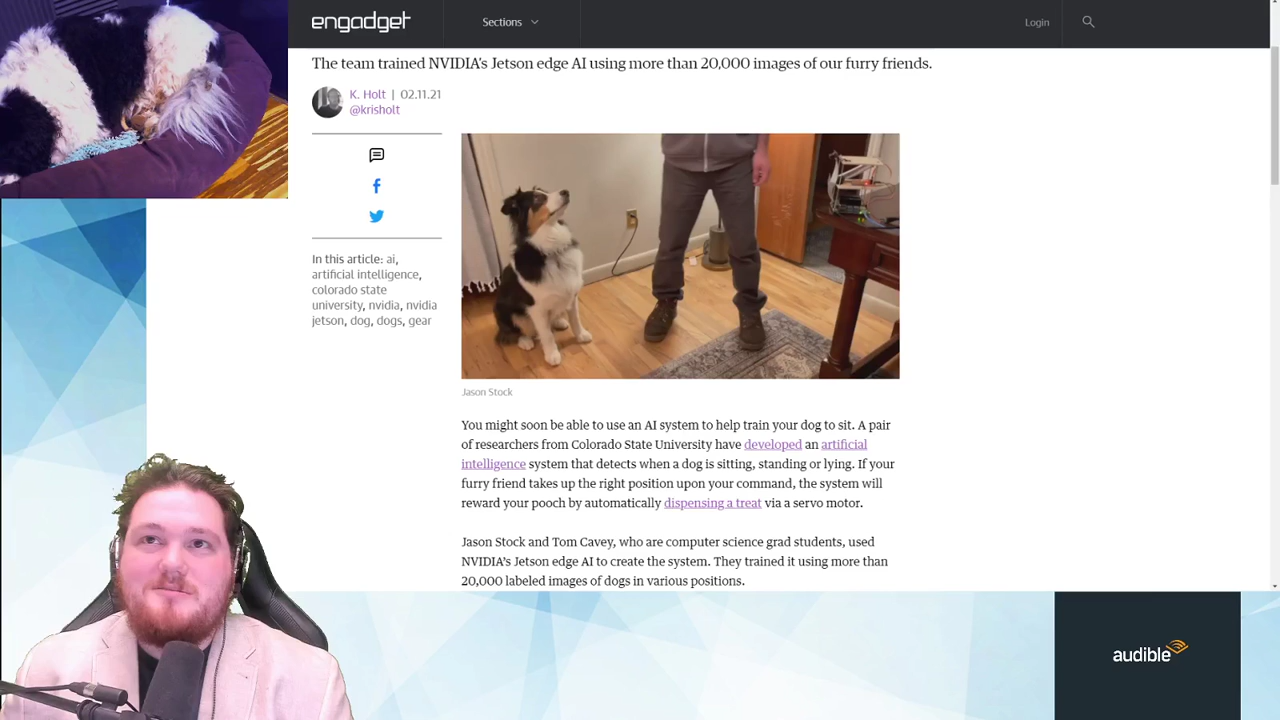 engadget
Sections
Login
The team trained NVIDIA's Jetson edge AI using more than 20,000 images of our furry friends.
K. Holt | 02.11.21
@krisholt
In this article: ai,
artificial intelligence,
colorado state
university, nvidia, nvidia
jetson, dog, dogs, gear
Jason Stock
You might soon be able to use an AI system to help train your dog to sit. A pair
of researchers from Colorado State University have developed an artificial
intelligence system that detects when a dog is sitting, standing or lying. If your
furry friend takes up the right position upon your command, the system will
reward your pooch by automatically dispensing a treat via a servo motor.
Jason Stock and Tom Cavey, who are computer science grad students, used
NVIDIA's Jetson edge AI to create the system. They trained it using more than
20,000 labeled images of dogs in various positions.
audible